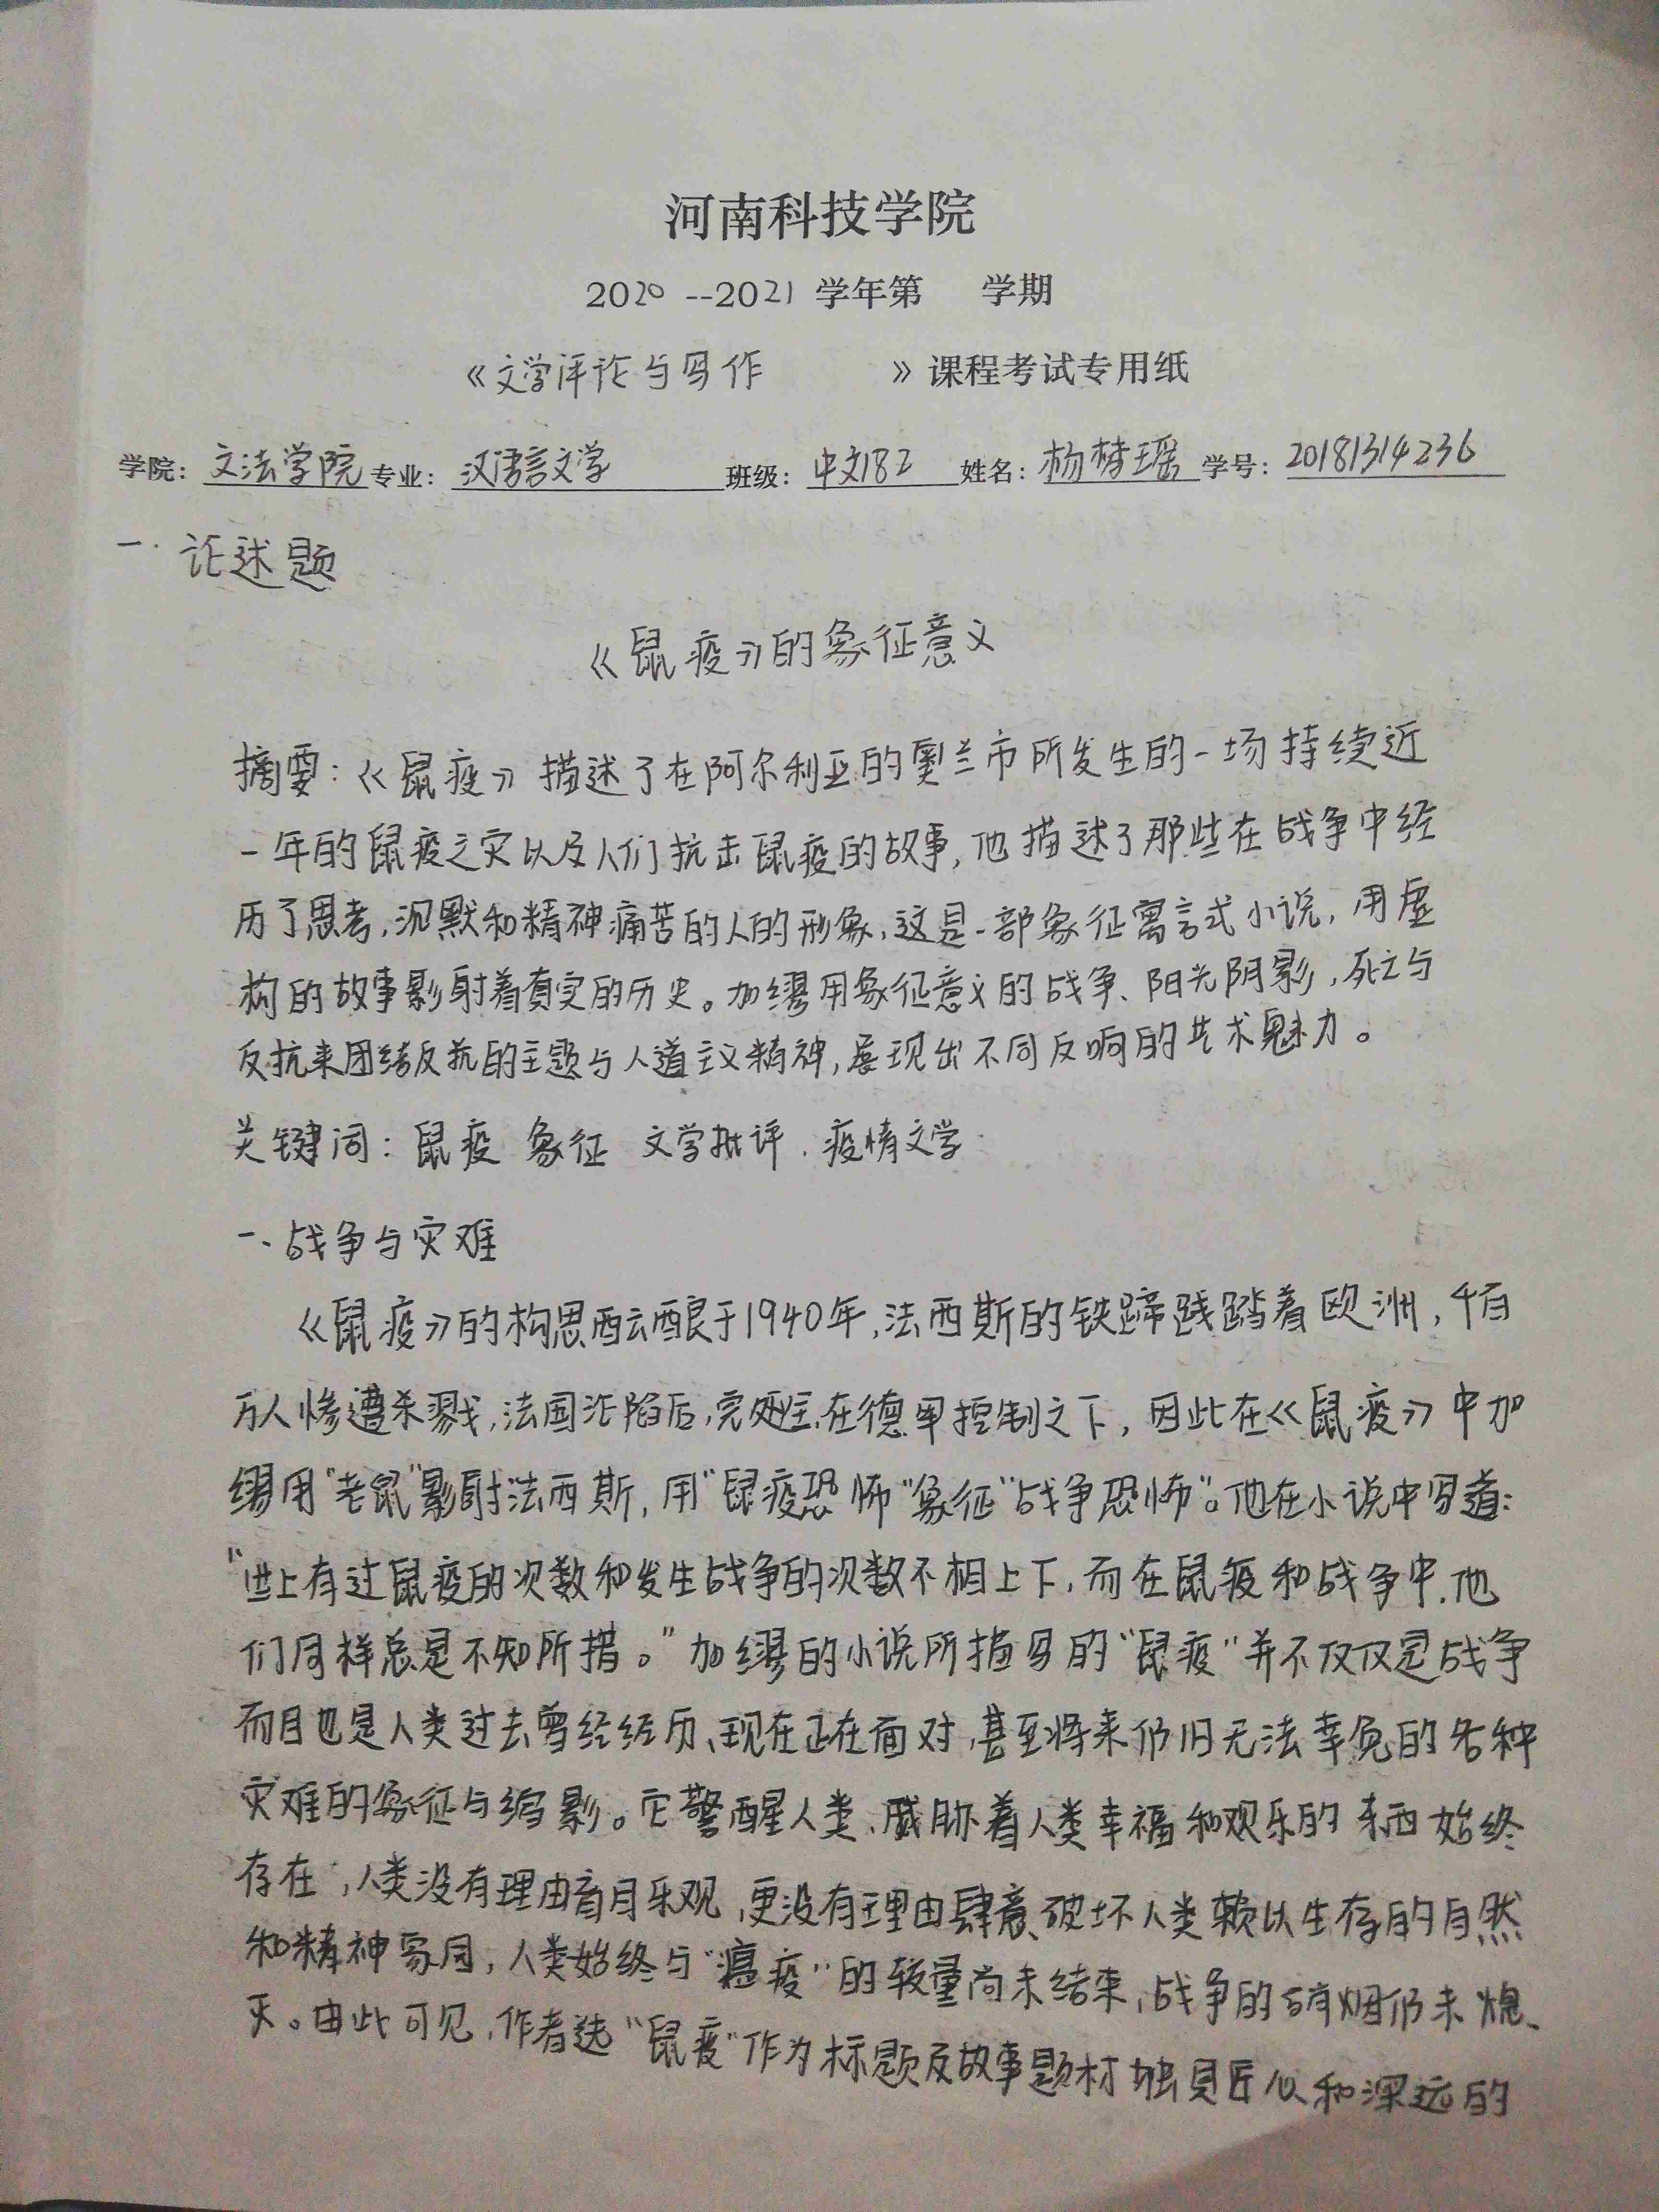 河南科技学院
2020 --2021 学年第 学期
《文学评论与写作 》课程考试专用纸
学院：文法学院 专业：汉语言文学 班级：中文182 姓名：杨梦瑶 学号：20181314236
一. 论述题
《鼠疫》的象征意义
摘要：《鼠疫》描述了在阿尔利亚的奥兰市所发生的一场持续近
一年的鼠疫之灾以及人们抗击鼠疫的故事，他描述了那些在战争中经
历了思考，沉默和精神痛苦的人的形象，这是一部象征寓言式小说，用虚
构的故事影射着真实的历史。加缪用象征意义的战争、阳光阴影，死亡与
反抗来团结反抗的主题与人道主义精神，展现出不同反响的艺术魅力。
关键词：鼠疫 象征 文学批评．疫情文学
一、战争与灾难
《鼠疫》的构思酝酿于1940年，法西斯的铁蹄践踏着欧洲，千百
万人惨遭杀戮，法国沦陷后，完处在德军控制之下，因此在《鼠疫》中加
缪用“老鼠”影射法西斯，用“鼠疫恐怖”象征“战争恐怖”。他在小说中写道：
“世上有过鼠疫的次数和发生战争的次数不相上下，而在鼠疫和战争中，他
们同样总是不知所措。”加缪的小说所描写的“鼠疫”并不仅仅是战争
而且也是人类过去曾经经历、现在正在面对，甚至将来仍旧无法幸免的各种
灾难的象征与缩影。它警醒人类、威胁着人类幸福和欢乐的东西始终
存在，人类没有理由盲目乐观，更没有理由肆意破坏人类赖以生存的自然
和精神家园，人类始终与“瘟疫”的较量尚未结束，战争的硝烟仍未熄
灭。由此可见，作者选“鼠疫”作为标题及故事题材独具匠心和深远的